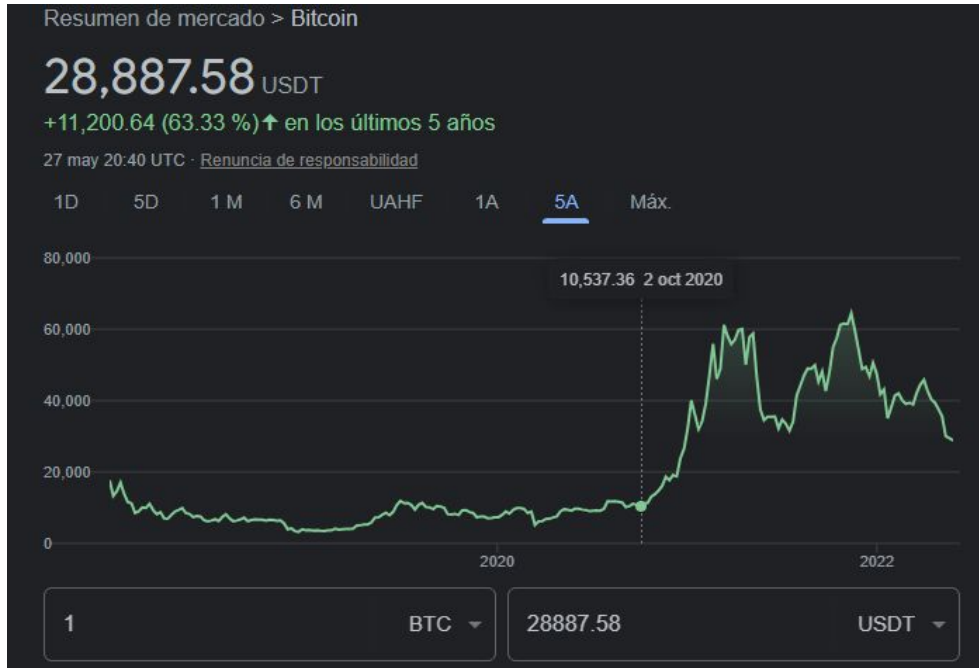 Resumen de mercado > Bitcoin
28,887.58 USDT
+11,200.64 (63.33 %)↑ en los últimos 5 años
27 may 20:40 UTC · Renuncia de responsabilidad
1D 5D 1 M 6 M UAHF 1A 5A Máx.
80,000
10,537.36 2 oct 2020
60,000
40,000
20,000
0
2020 2022
1 BTC 28887.58 USDT